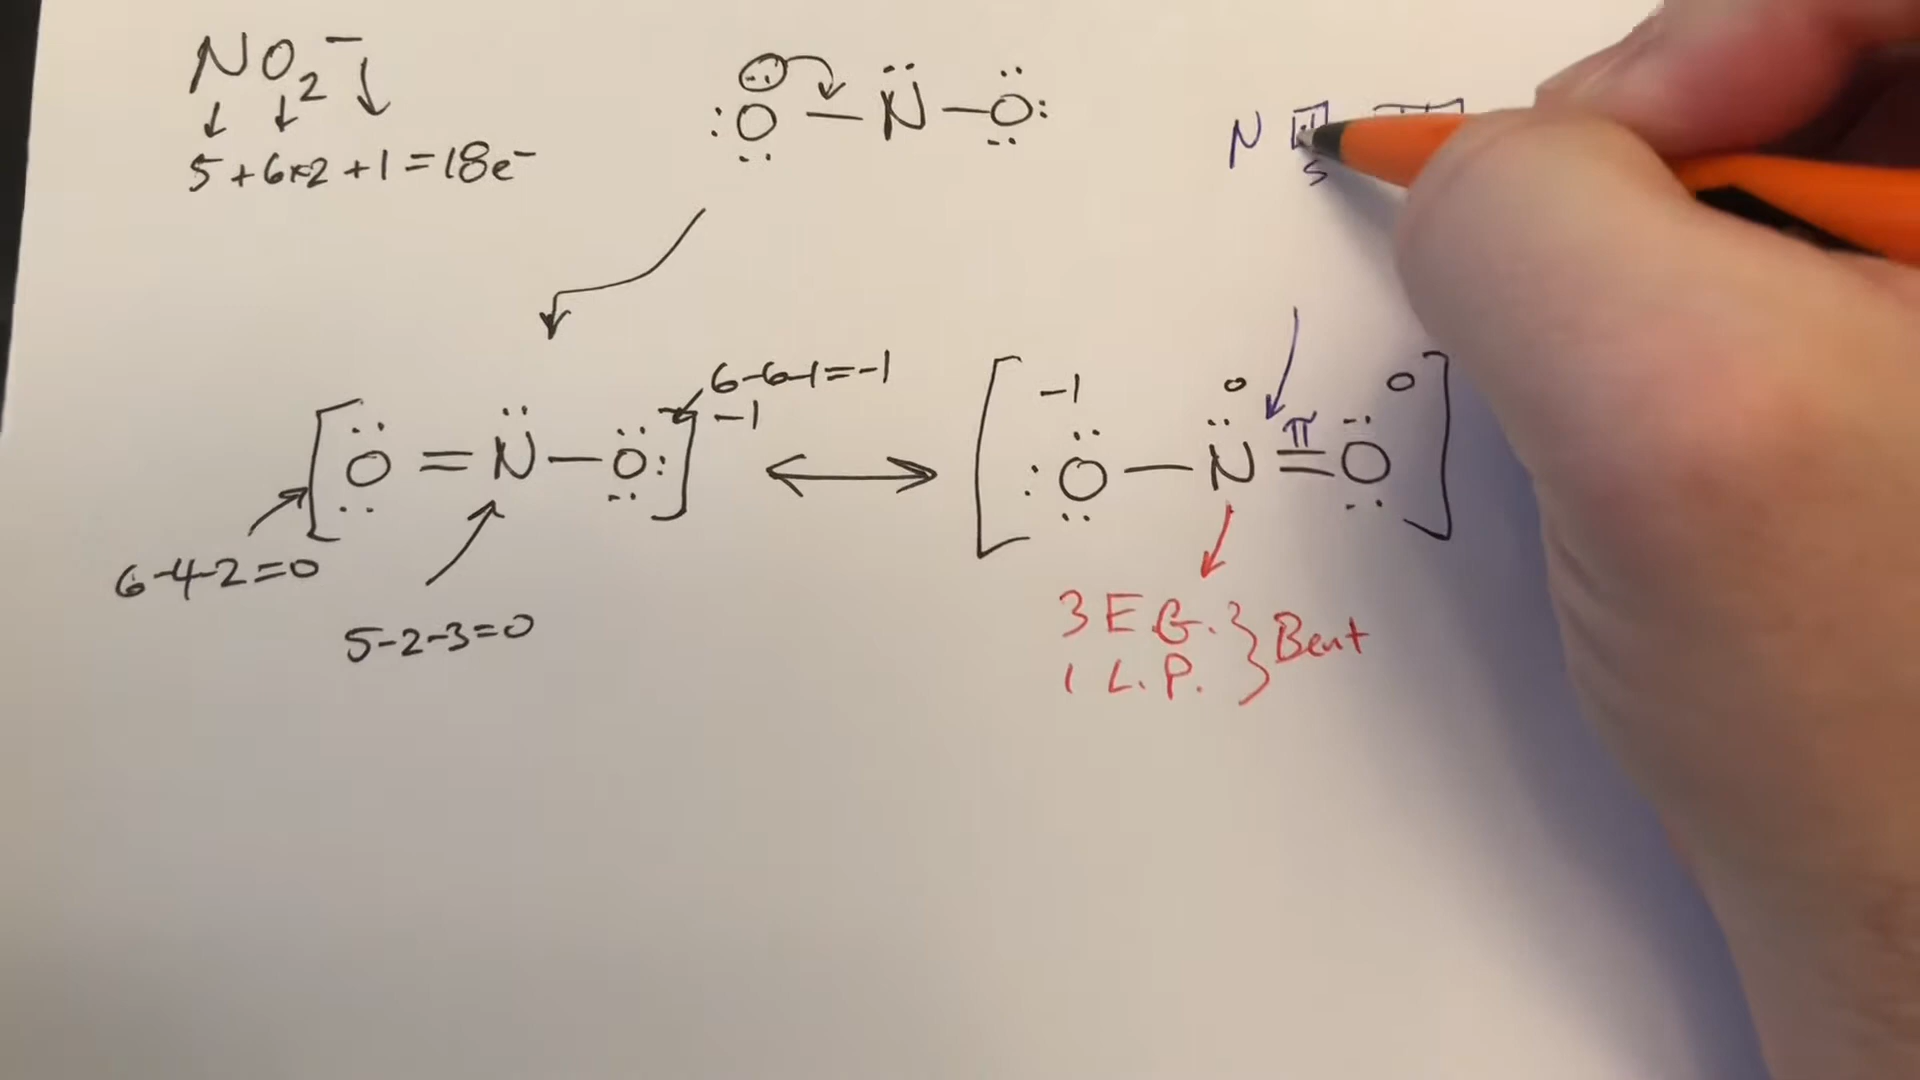 NO₂⁻
5+6×2+1=18e⁻
:Ö—N̈—Ö:
N
s
6-6-1=-1
[Ö=N̈—Ö:]
-1
[:Ö—N̈=Ö]
-1 0 0
π
6-4-2=0
5-2-3=0
3 E.G.
1 L.P.
} Bent